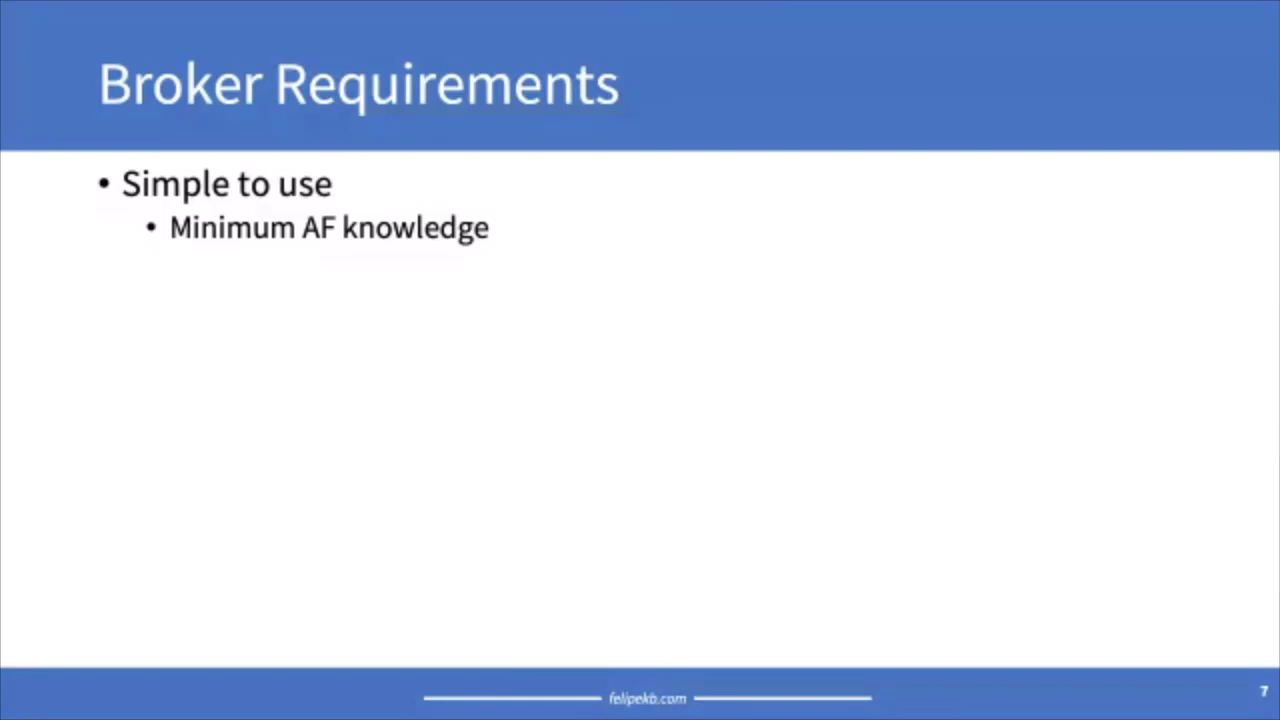 Broker Requirements
• Simple to use
• Minimum AF knowledge
felipekb.com
7